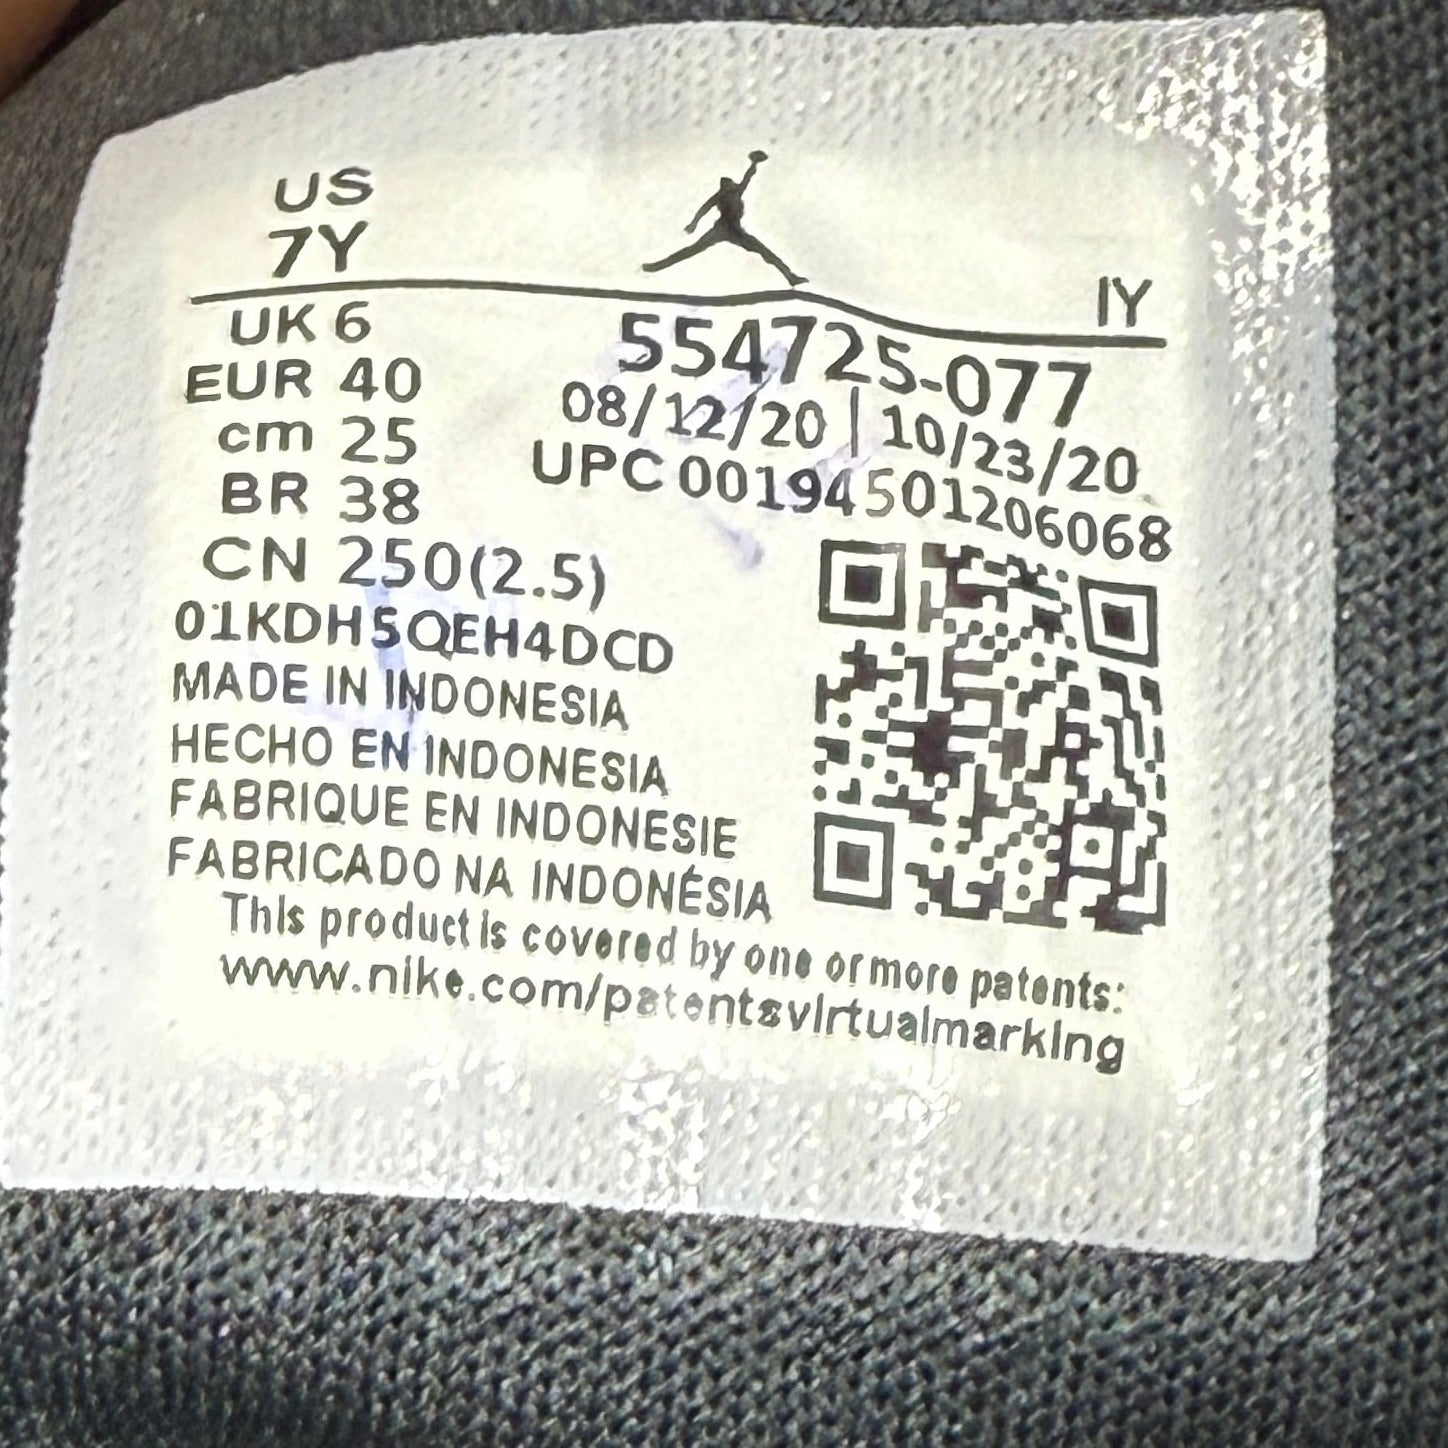 US
7Y
IY
UK 6
EUR 40
cm 25
BR 38
CN 250(2.5)
554725-077
08/12/20 | 10/23/20
UPC 00194501206068
01KDH5QEH4DCD
MADE IN INDONESIA
HECHO EN INDONESIA
FABRIQUE EN INDONESIE
FABRICADO NA INDONÉSIA
This product is covered by one or more patents:
www.nike.com/patentsvirtualmarking